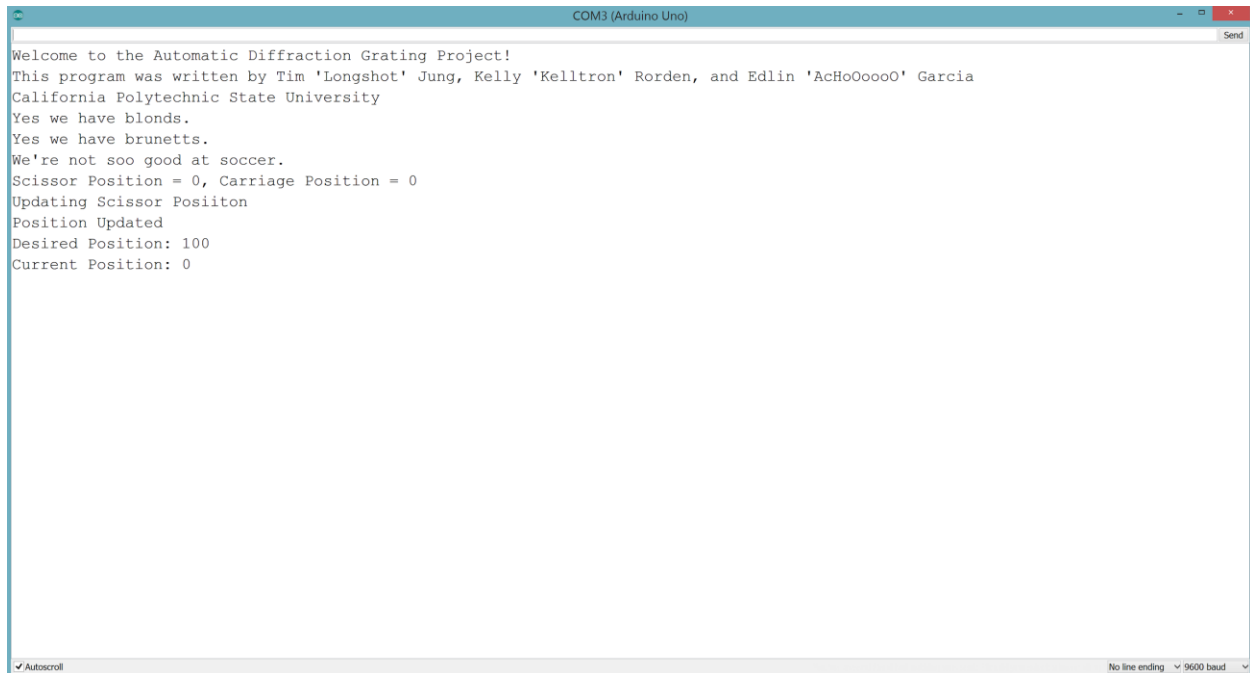 COM3 (Arduino Uno)
Send
Welcome to the Automatic Diffraction Grating Project!
This program was written by Tim 'Longshot' Jung, Kelly 'Kelltron' Rorden, and Edlin 'AcHoOoooO' Garcia
California Polytechnic State University
Yes we have blonds.
Yes we have brunetts.
We're not soo good at soccer.
Scissor Position = 0, Carriage Position = 0
Updating Scissor Posiiton
Position Updated
Desired Position: 100
Current Position: 0
Autoscroll No line ending 9600 baud